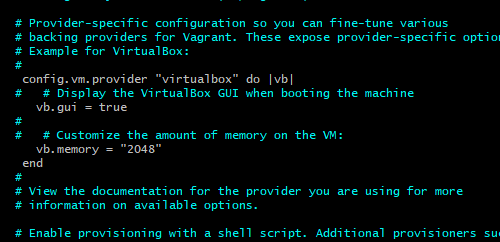 # Provider-specific configuration so you can fine-tune various
# backing providers for Vagrant. These expose provider-specific optio
# Example for VirtualBox:
#
config.vm.provider "virtualbox" do |vb|
#   # Display the VirtualBox GUI when booting the machine
vb.gui = true
#
#   # Customize the amount of memory on the VM:
vb.memory = "2048"
end
#
# View the documentation for the provider you are using for more
# information on available options.
# Enable provisioning with a shell script. Additional provisioners suc